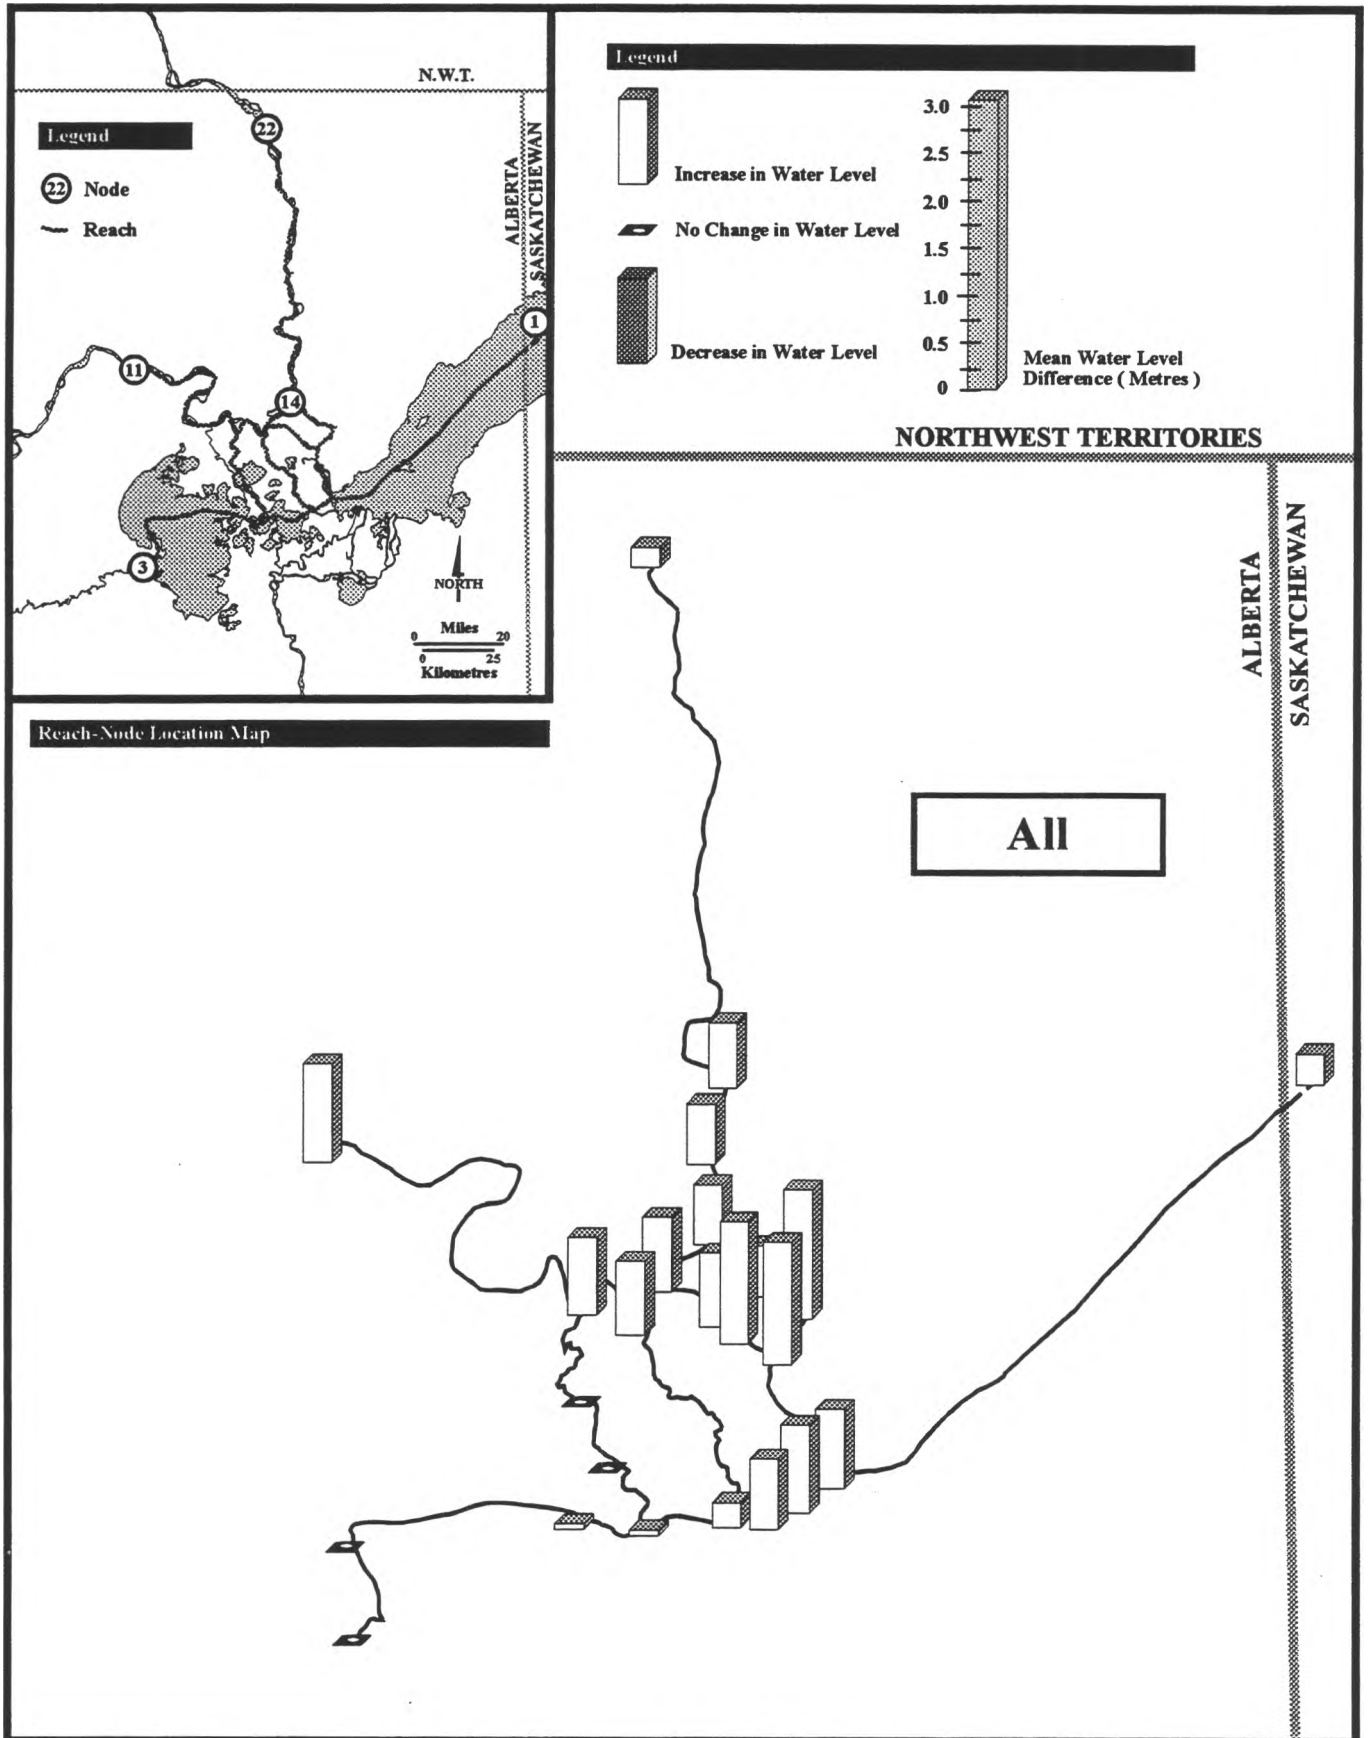 N.W.T.
Legend
22
22 Node
Reach
ALBERTA
SASKATCHEWAN
1
11
14
3
NORTH
Miles
0 20
0 25
Kilometres
Reach-Node Location Map
Legend
Increase in Water Level
No Change in Water Level
Decrease in Water Level
3.0
2.5
2.0
1.5
1.0
0.5
0
Mean Water Level
Difference ( Metres )
NORTHWEST TERRITORIES
ALBERTA
SASKATCHEWAN
All